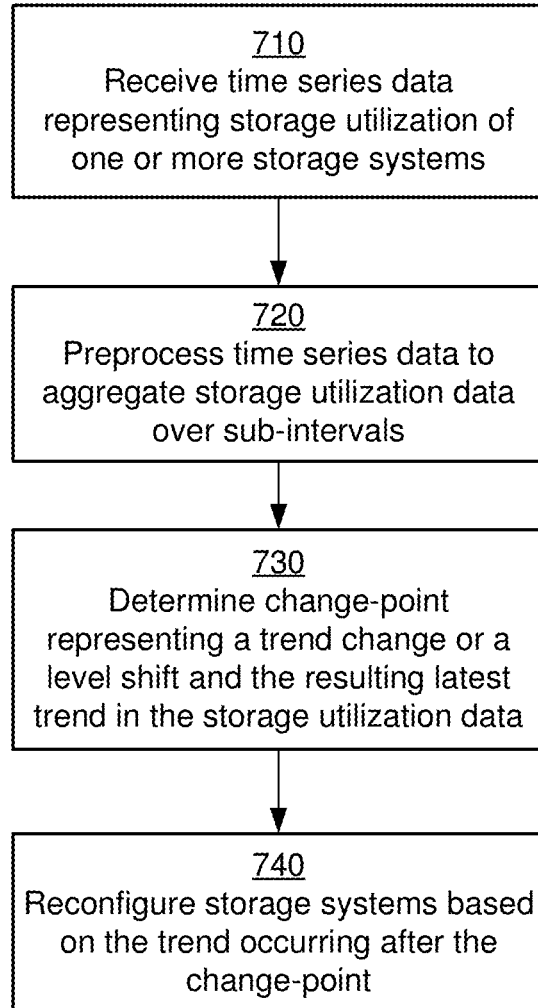 710
Receive time series data
representing storage utilization of
one or more storage systems
720
Preprocess time series data to
aggregate storage utilization data
over sub-intervals
730
Determine change-point
representing a trend change or a
level shift and the resulting latest
trend in the storage utilization data
740
Reconfigure storage systems based
on the trend occurring after the
change-point